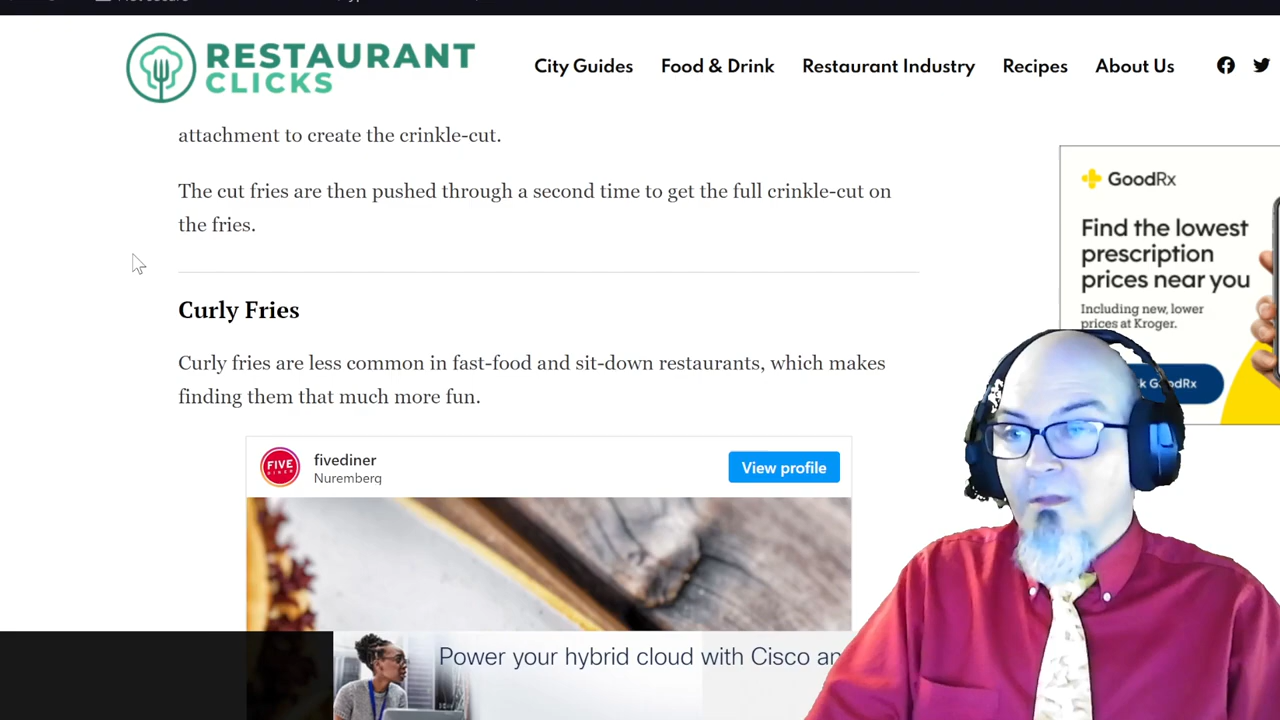 RESTAURANT
CLICKS
City Guides
Food & Drink
Restaurant Industry
Recipes
About Us
attachment to create the crinkle-cut.
The cut fries are then pushed through a second time to get the full crinkle-cut on
the fries.
Curly Fries
Curly fries are less common in fast-food and sit-down restaurants, which makes
finding them that much more fun.
FIVE
DINER
fivediner
Nuremberg
View profile
GoodRx
Find the lowest
prescription
prices near you
Including new, lower
prices at Kroger.
GoodRx
Power your hybrid cloud with Cisco